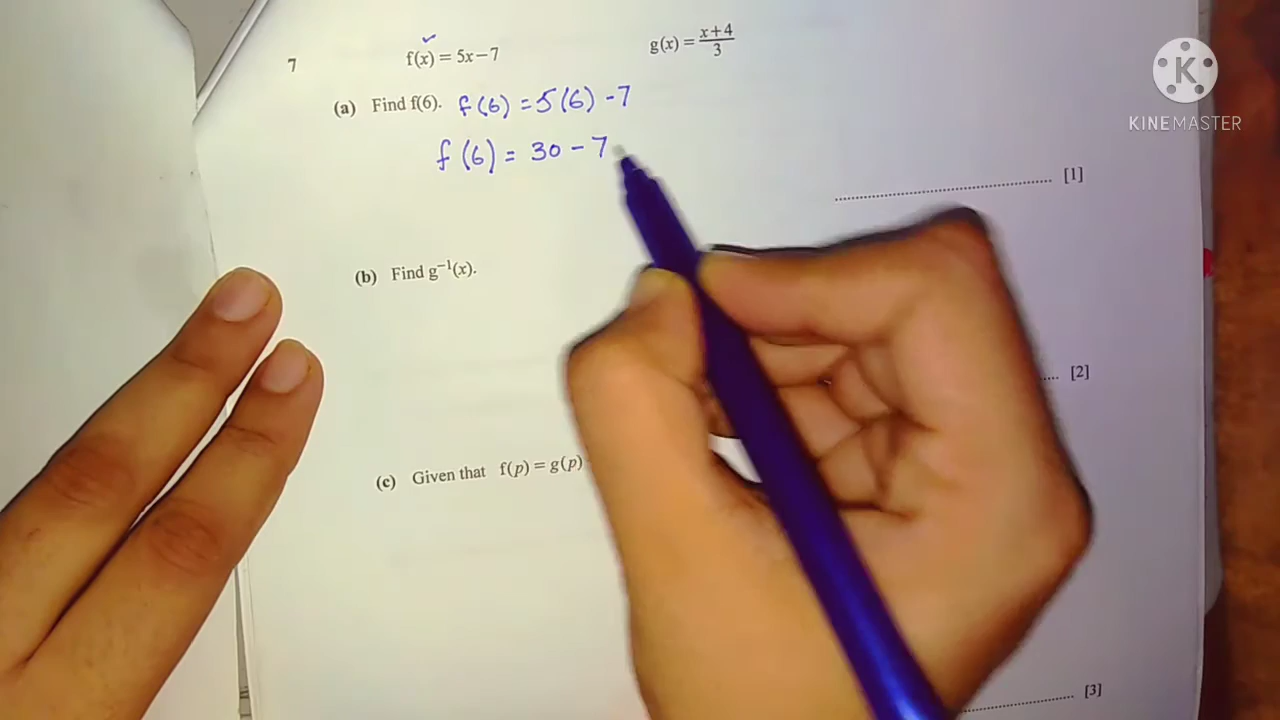 7 f(x) = 5x − 7 g(x) = \frac{x+4}{3}
(a) Find f(6). f(6) = 5(6) - 7
f(6) = 30 - 7
[1]
(b) Find g⁻¹(x).
[2]
(c) Given that f(p) = g(p)
[3]
K
KINEMASTER